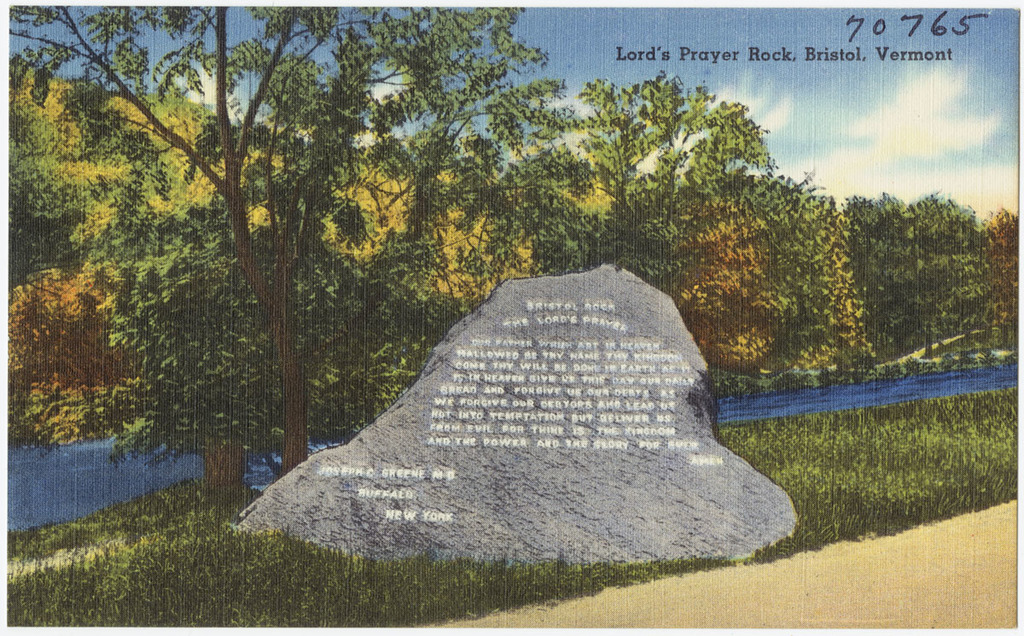 70765
Lord's Prayer Rock, Bristol, Vermont
BRISTOL ROCK
THE LORD'S PRAYER
OUR FATHER WHICH ART IN HEAVEN
HALLOWED BE THY NAME THY KINGDOM
COME THY WILL BE DONE IN EARTH AS
IT IS IN HEAVEN GIVE US THIS DAY OUR DAILY
BREAD AND FORGIVE US OUR DEBTS AS
WE FORGIVE OUR DEBTORS AND LEAD US
NOT INTO TEMPTATION BUT DELIVER US
FROM EVIL FOR THINE IS THE KINGDOM
AND THE POWER AND THE GLORY FOR EVER
AMEN
JOSEPH C GREENE M D
BUFFALO
NEW YORK